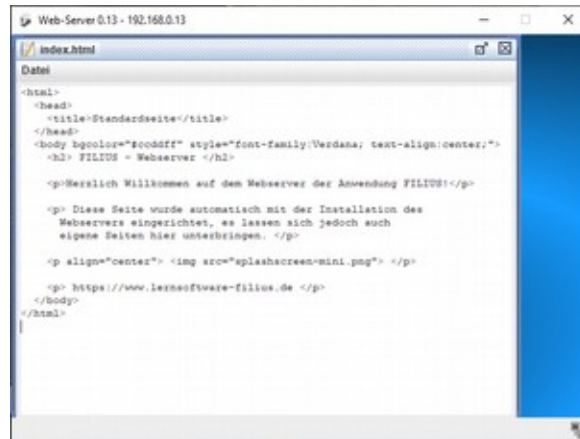 Web-Server 0.13 - 192.168.0.13
index.html
Datei
<html>
<head>
<title>Standardseite</title>
</head>
<body bgcolor="#ccddff" style="font-family:Verdana; text-align:center;">
<h2> FILIUS - Webserver </h2>
<p>Herzlich Willkommen auf dem Webserver der Anwendung FILIUS!</p>
<p> Diese Seite wurde automatisch mit der Installation des
Webservers eingerichtet, es lassen sich jedoch auch
eigene Seiten hier unterbringen. </p>
<p align="center"> <img src="splashscreen-mini.png"> </p>
<p> https://www.lernsoftware-filius.de </p>
</body>
</html>